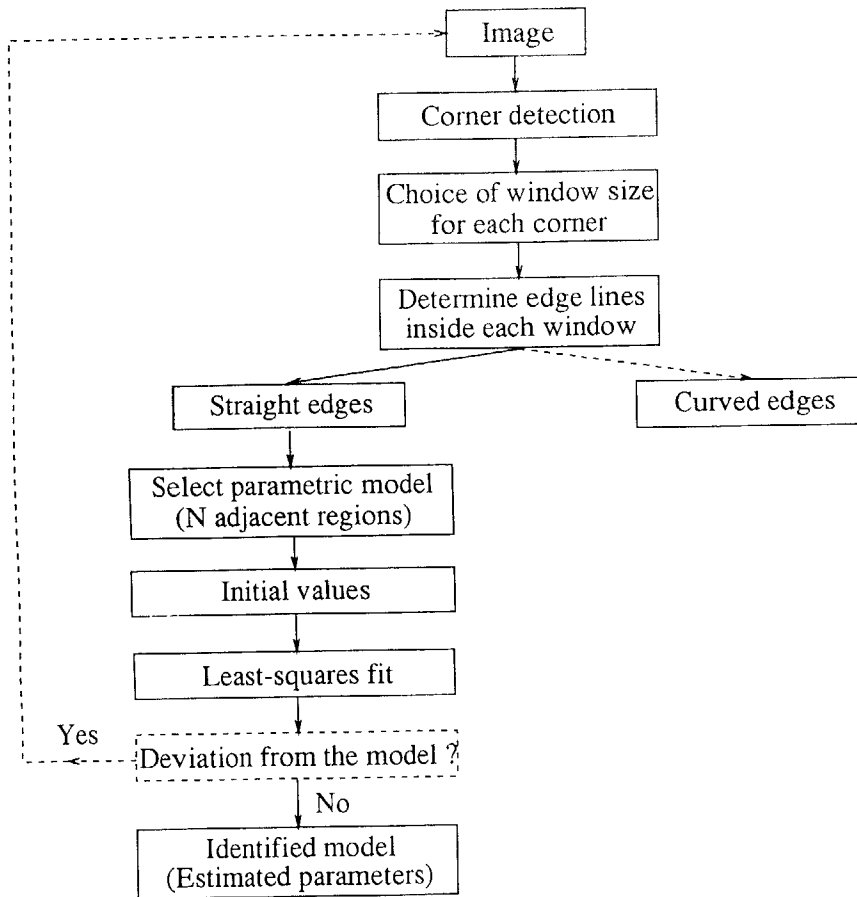 Image
Corner detection
Choice of window size
for each corner
Determine edge lines
inside each window
Straight edges
Curved edges
Select parametric model
(N adjacent regions)
Initial values
Least-squares fit
Yes
Deviation from the model ?
No
Identified model
(Estimated parameters)